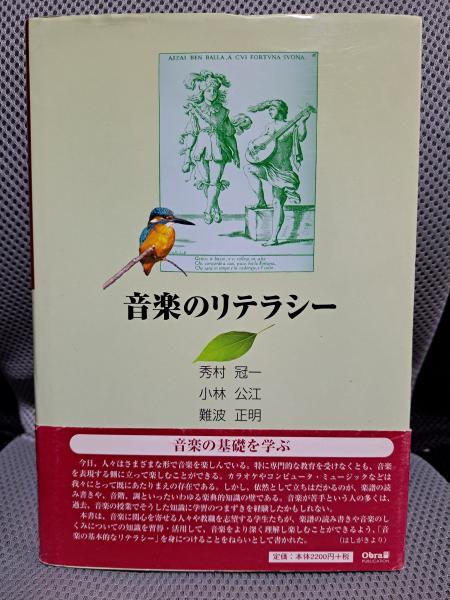 ASSAI BEN BALLA, A CVI FORTVNA SVONA.
音楽のリテラシー
秀村 冠一
小林 公江
難波 正明
音楽の基礎を学ぶ
今日、人々はさまざまな形で音楽を楽しんでいる。特に専門的な教育を受けなくとも、音楽
を表現する側に立って楽しむことができる。カラオケやコンピュータ・ミュージックなどは
我々にとって既にあたりまえの存在である。しかし、依然として立ちはだかるのが、楽譜の読
み書きや、音階、調といったいわゆる楽典的知識の壁である。音楽が苦手という人の多くは、
過去、音楽の授業でそうした知識に学習のつまずきを経験したかもしれない。
本書は、音楽に関心を寄せる人々や教職を志望する学生たちが、楽譜の読み書きや音楽のし
くみについての知識を習得・活用して、音楽をより深く理解し楽しむことができるよう、「音
楽の基本的なリテラシー」を身につけることをねらいとして書かれた。 （はしがきより）
定価：本体2200円＋税
Obra
PUBLICATION